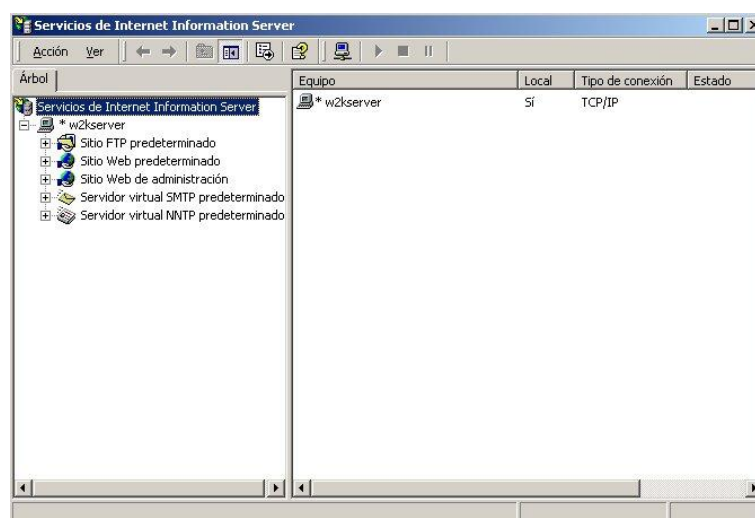 Servicios de Internet Information Server
Acción Ver
Árbol
Servicios de Internet Information Server
* w2kserver
Sitio FTP predeterminado
Sitio Web predeterminado
Sitio Web de administración
Servidor virtual SMTP predeterminado
Servidor virtual NNTP predeterminado
Equipo Local Tipo de conexión Estado
* w2kserver Sí TCP/IP